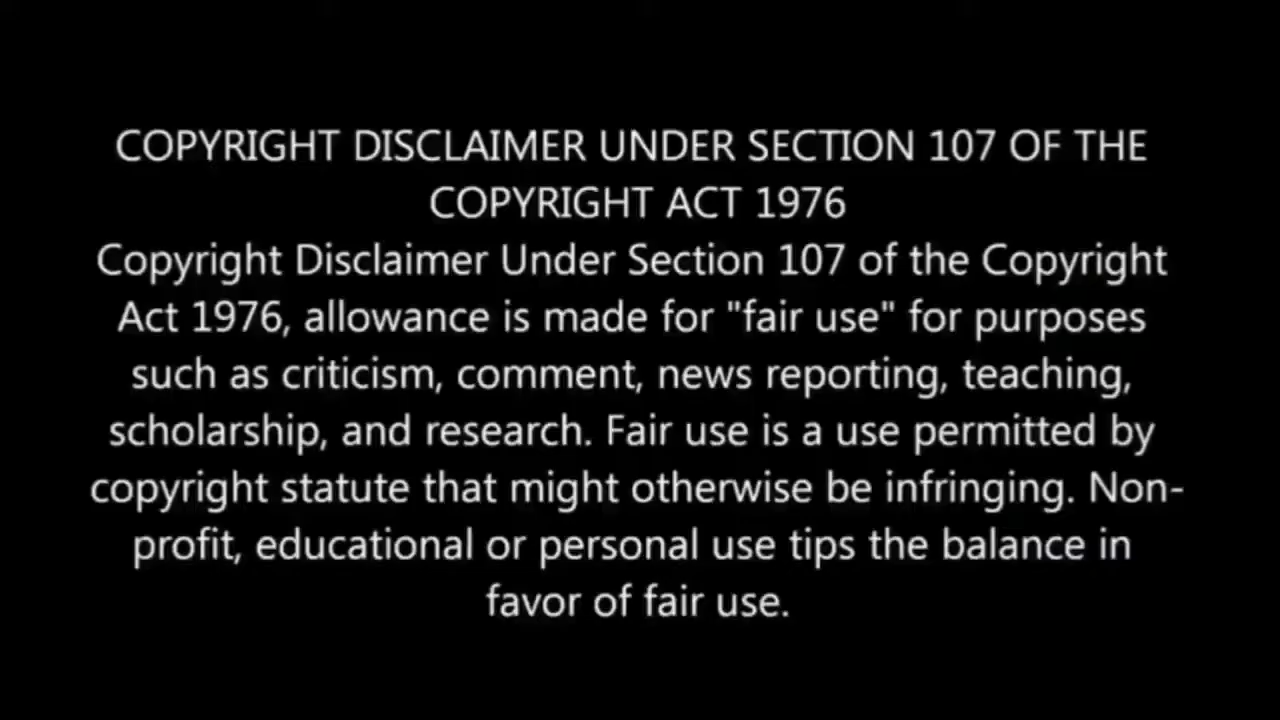 COPYRIGHT DISCLAIMER UNDER SECTION 107 OF THE
COPYRIGHT ACT 1976
Copyright Disclaimer Under Section 107 of the Copyright
Act 1976, allowance is made for "fair use" for purposes
such as criticism, comment, news reporting, teaching,
scholarship, and research. Fair use is a use permitted by
copyright statute that might otherwise be infringing. Non-
profit, educational or personal use tips the balance in
favor of fair use.